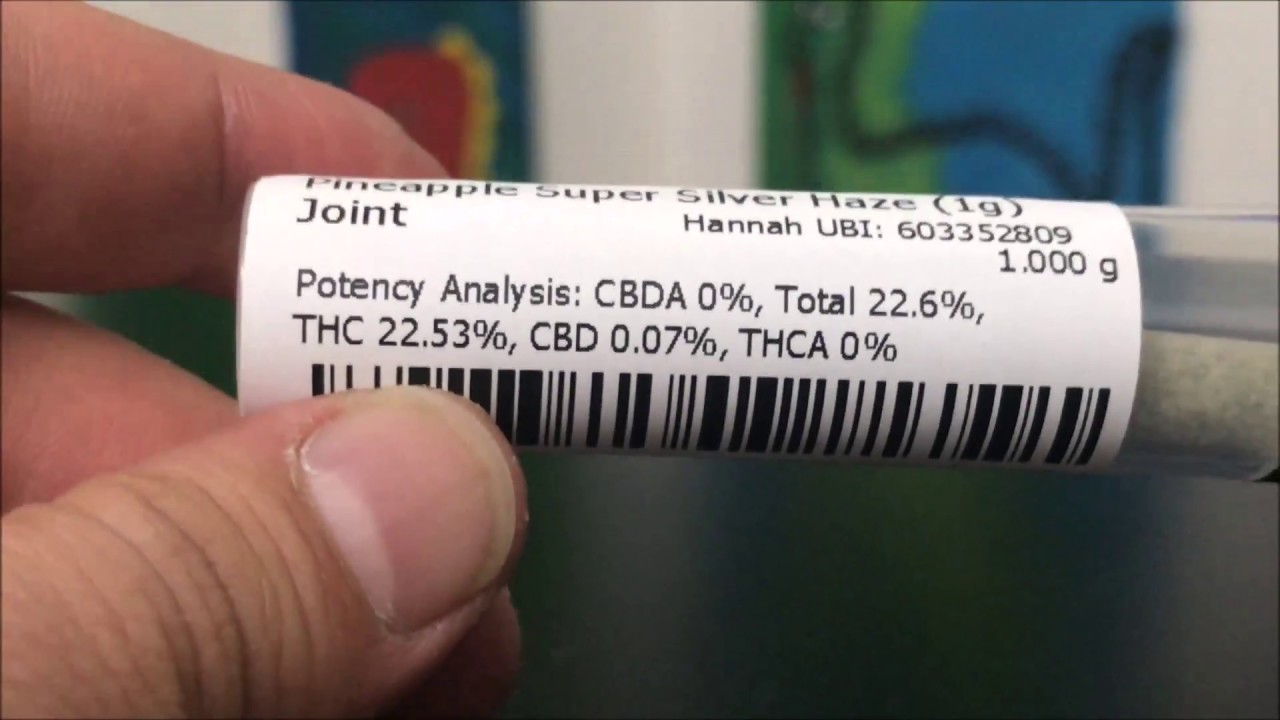 Pineapple Super Silver Haze (1g)
Joint
Hannah UBI: 603352809
1.000 g
Potency Analysis: CBDA 0%, Total 22.6%,
THC 22.53%, CBD 0.07%, THCA 0%